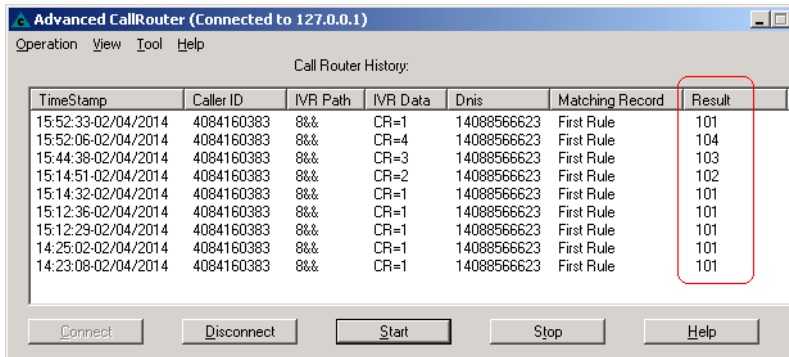 Advanced CallRouter (Connected to 127.0.0.1)
Operation View Tool Help
Call Router History:
TimeStamp Caller ID IVR Path IVR Data Dnis Matching Record Result
15:52:33-02/04/2014 4084160383 8&& CR=1 14088566623 First Rule 101
15:52:06-02/04/2014 4084160383 8&& CR=4 14088566623 First Rule 104
15:44:38-02/04/2014 4084160383 8&& CR=3 14088566623 First Rule 103
15:14:51-02/04/2014 4084160383 8&& CR=2 14088566623 First Rule 102
15:14:32-02/04/2014 4084160383 8&& CR=1 14088566623 First Rule 101
15:12:36-02/04/2014 4084160383 8&& CR=1 14088566623 First Rule 101
15:12:29-02/04/2014 4084160383 8&& CR=1 14088566623 First Rule 101
14:25:02-02/04/2014 4084160383 8&& CR=1 14088566623 First Rule 101
14:23:08-02/04/2014 4084160383 8&& CR=1 14088566623 First Rule 101
Connect Disconnect Start Stop Help